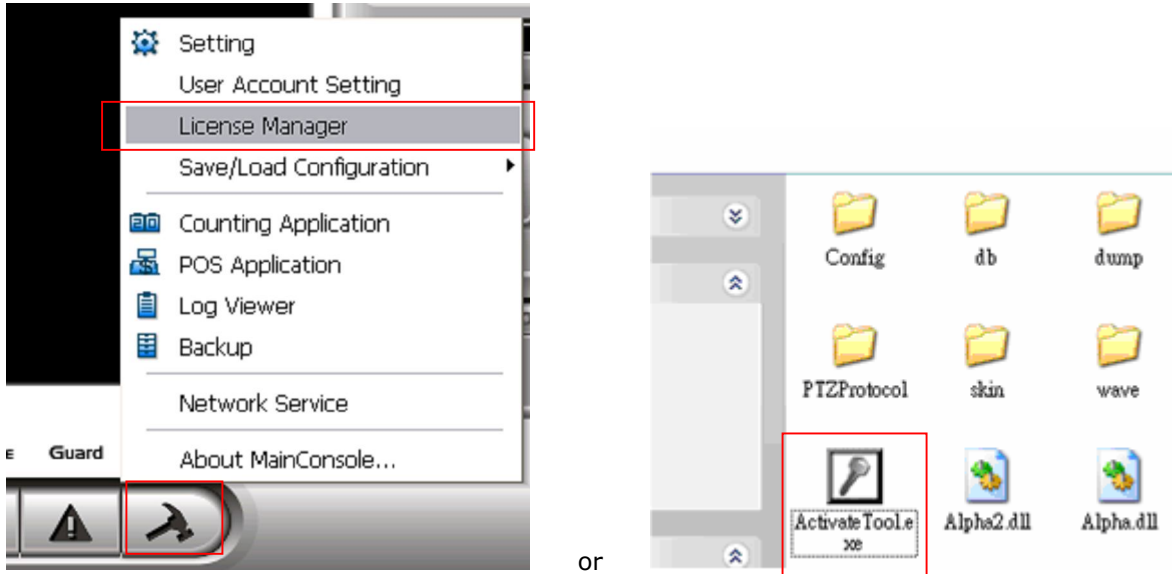 Setting
User Account Setting
License Manager
Save/Load Configuration
Counting Application
POS Application
Log Viewer
Backup
Network Service
About MainConsole...
Guard
or
Config
db
dump
PTZProtocol
skin
wave
ActivateTool.e
xe
Alpha2.dll
Alpha.dll